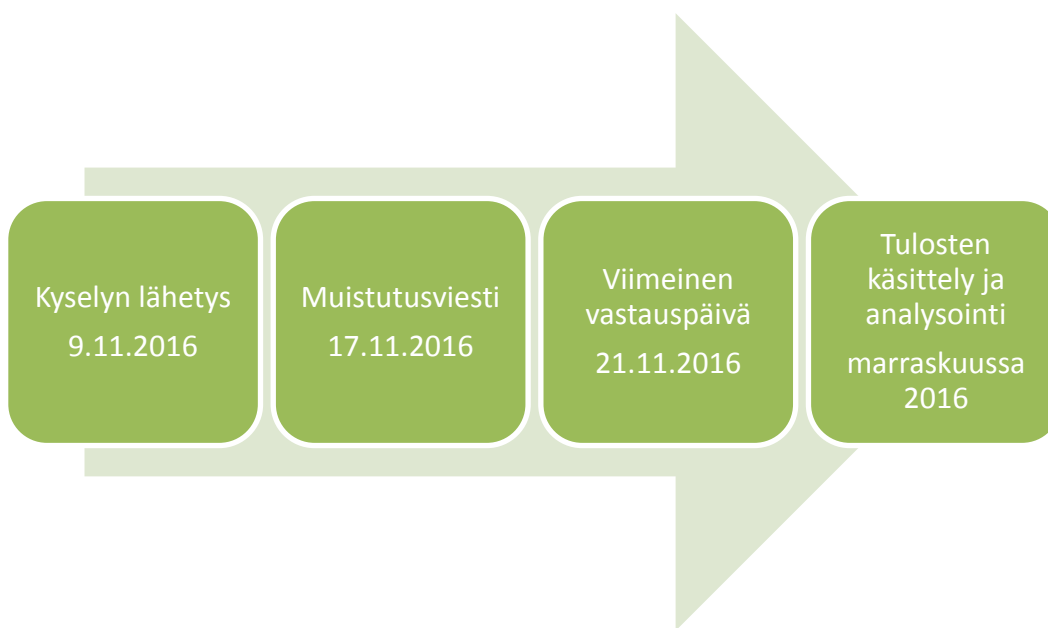 Kyselyn lähetys
9.11.2016
Muistutusviesti
17.11.2016
Viimeinen
vastauspäivä
21.11.2016
Tulosten
käsittely ja
analysointi
marraskuussa
2016